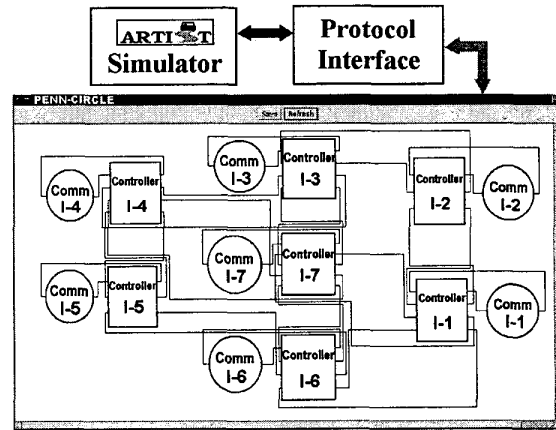 ARTIST
Simulator
Protocol
Interface
PENN-CIRCLE
Save Refresh
Comm
I-4
Controller
I-4
Comm
I-3
Controller
I-3
Controller
I-2
Comm
I-2
Comm
I-5
Controller
I-5
Comm
I-7
Controller
I-7
Controller
I-1
Comm
I-1
Comm
I-6
Controller
I-6